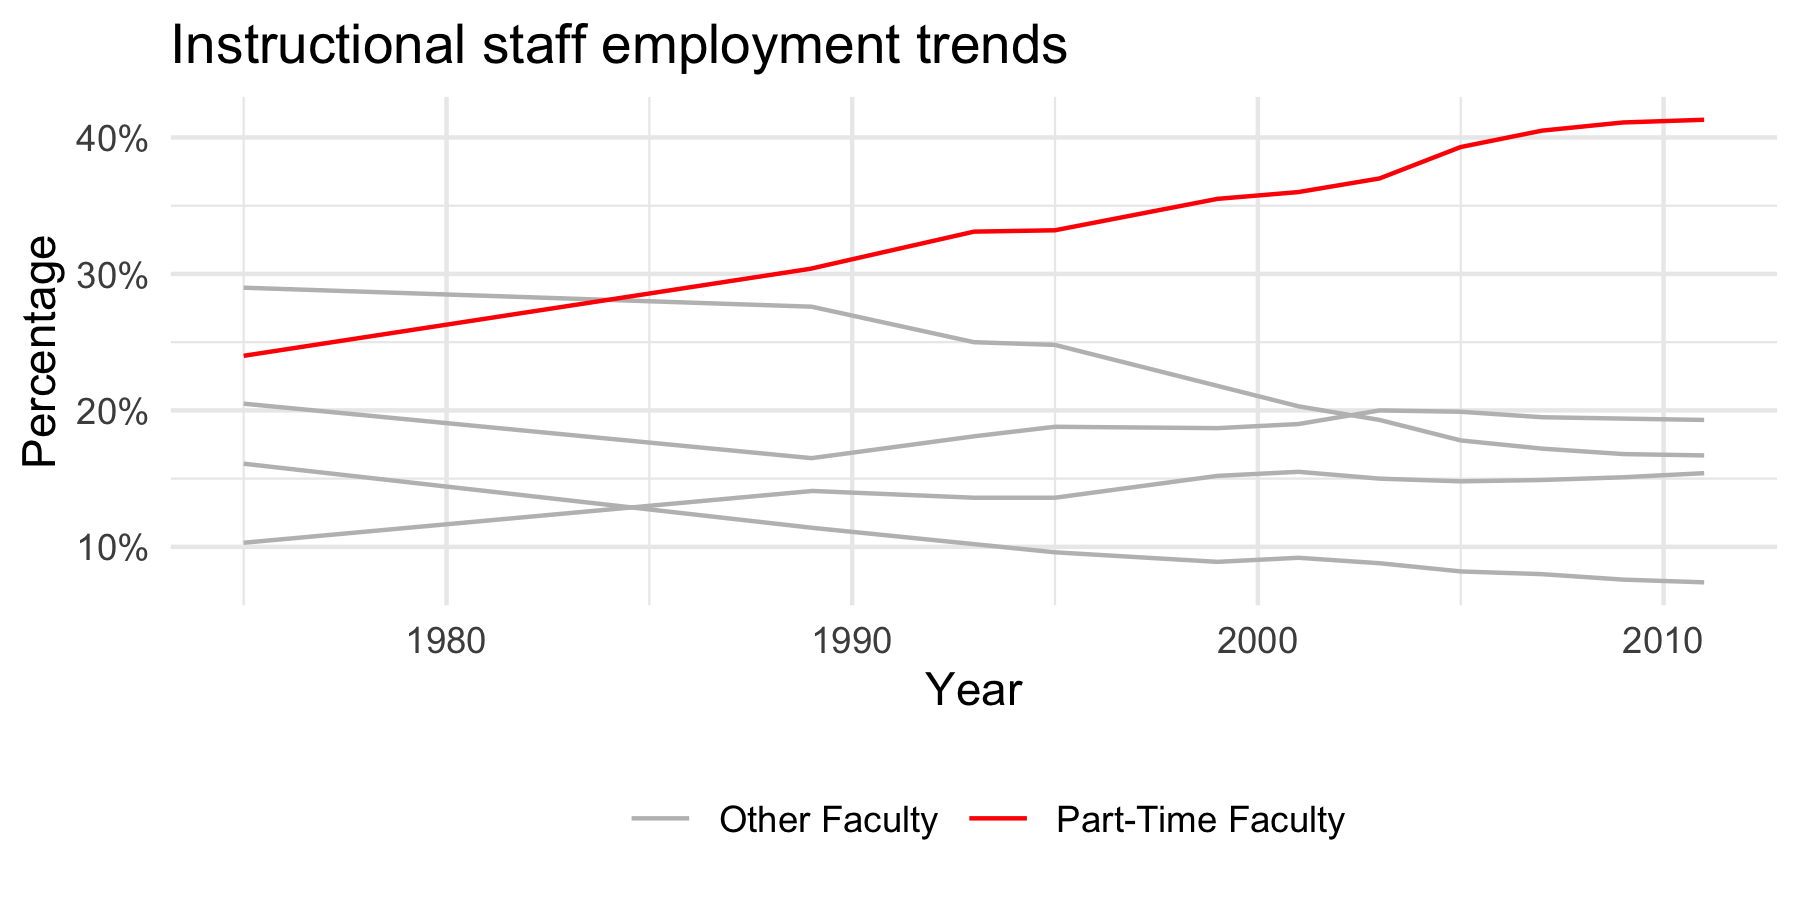 Instructional staff employment trends
40%
30%
20%
10%
Percentage
1980 1990 2000 2010
Year
Other Faculty Part-Time Faculty